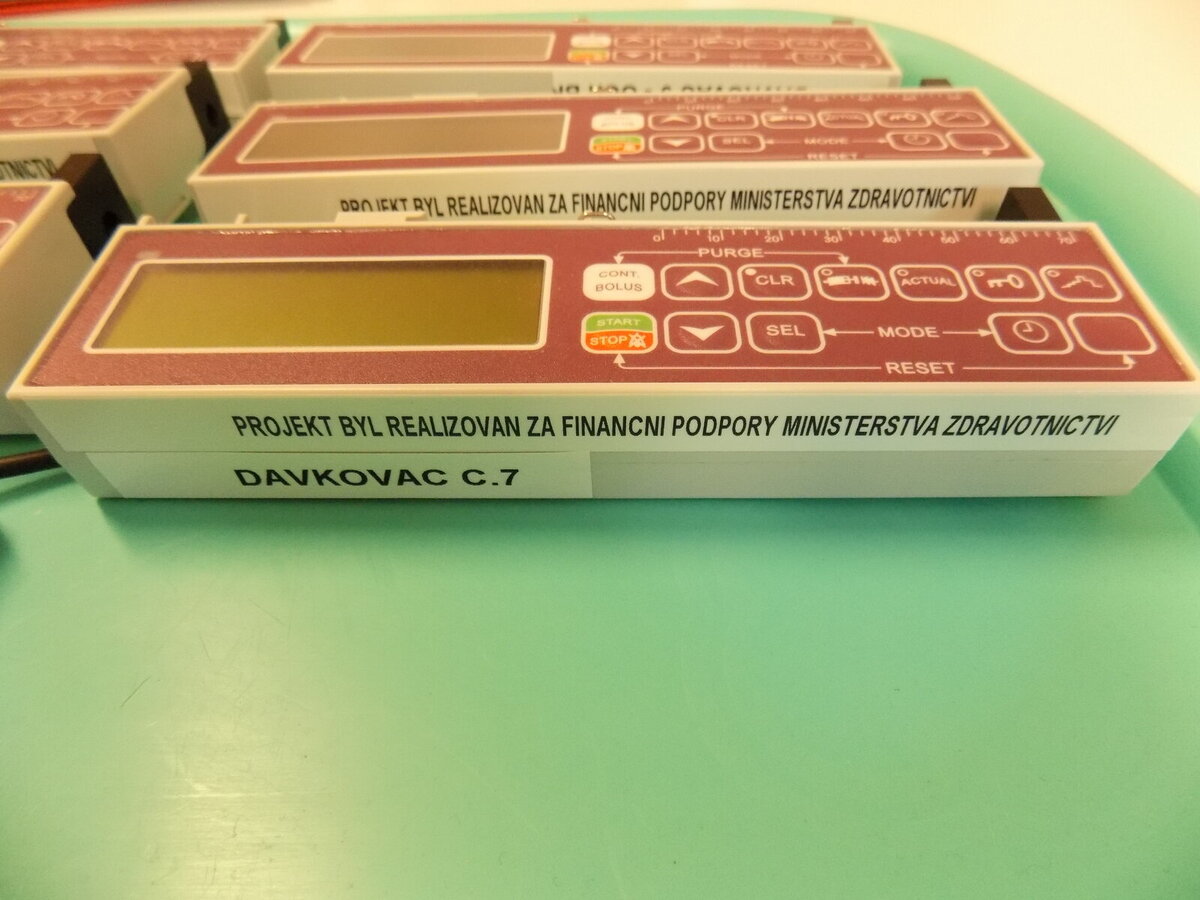 PURGE
CLR
SEL
MODE
RESET
PROJEKT BYL REALIZOVAN ZA FINANCNI PODPORY MINISTERSTVA ZDRAVOTNICTVI
0 10 20 30 40 50 60 70
PURGE
CONT. BOLUS
CLR
ACTUAL
START
STOP
SEL
MODE
RESET
PROJEKT BYL REALIZOVAN ZA FINANCNI PODPORY MINISTERSTVA ZDRAVOTNICTVI
DAVKOVAC C.7